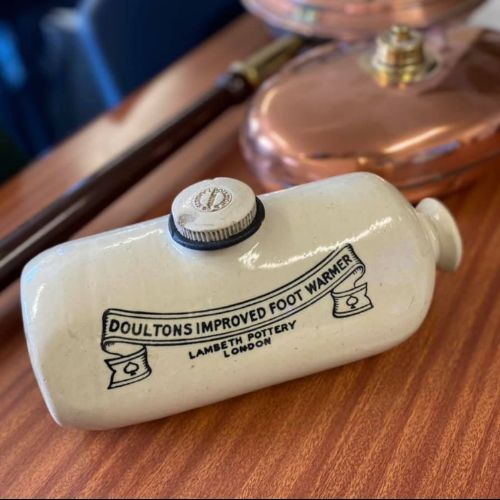 DOULTONS IMPROVED FOOT WARMER
LAMBETH POTTERY
LONDON